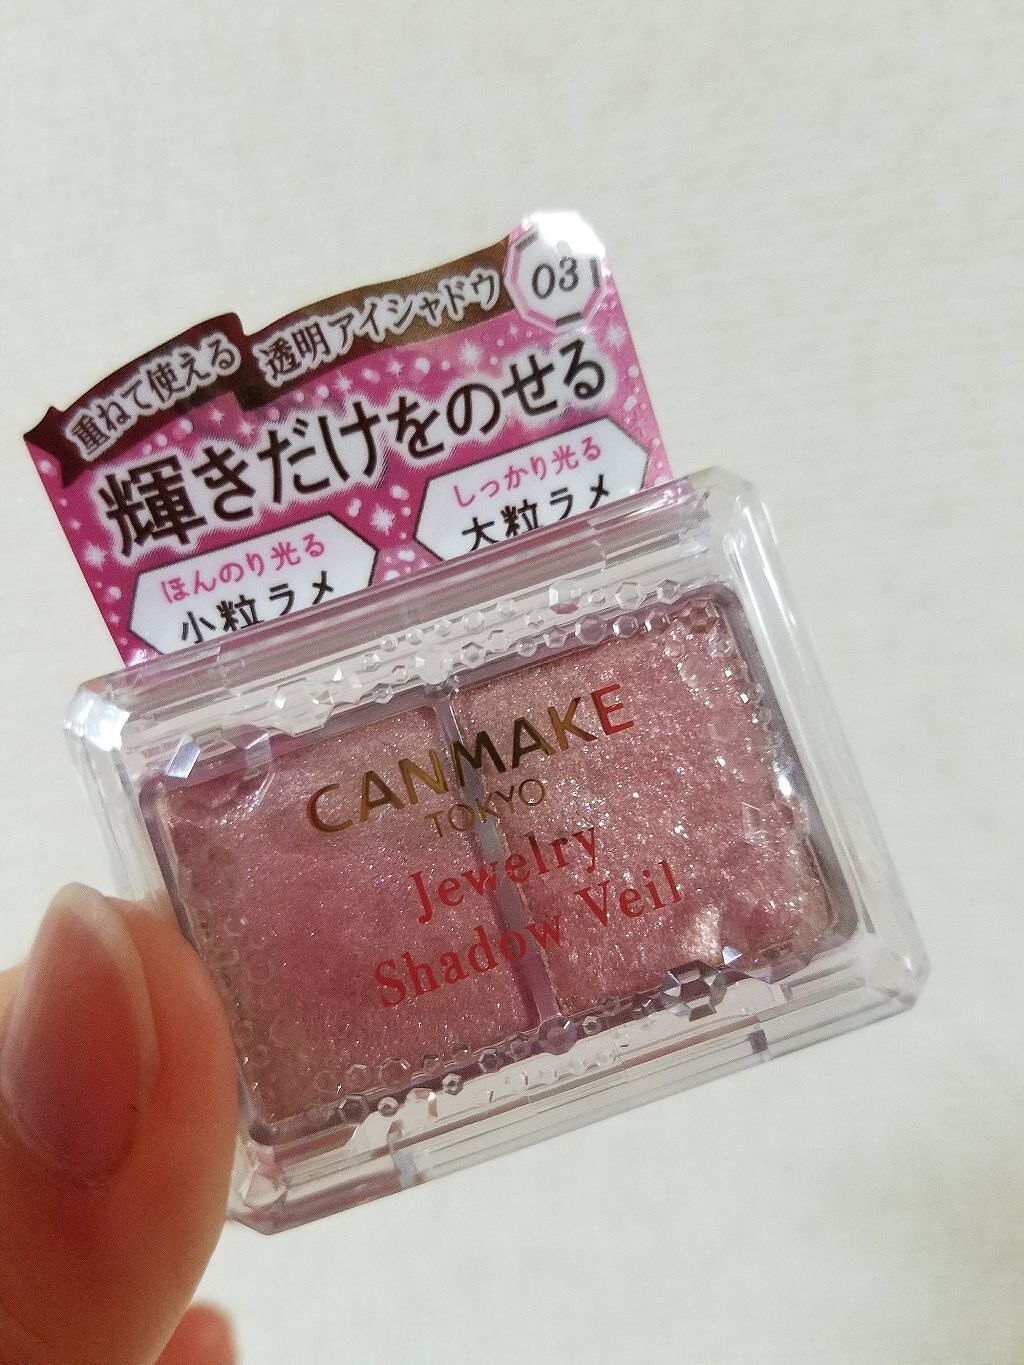 重ねて使える 透明アイシャドウ
03
輝きだけをのせる
ほんのり光る
小粒ラメ
しっかり光る
大粒ラメ
CANMAKE
TOKYO
Jewelry
Shadow Veil